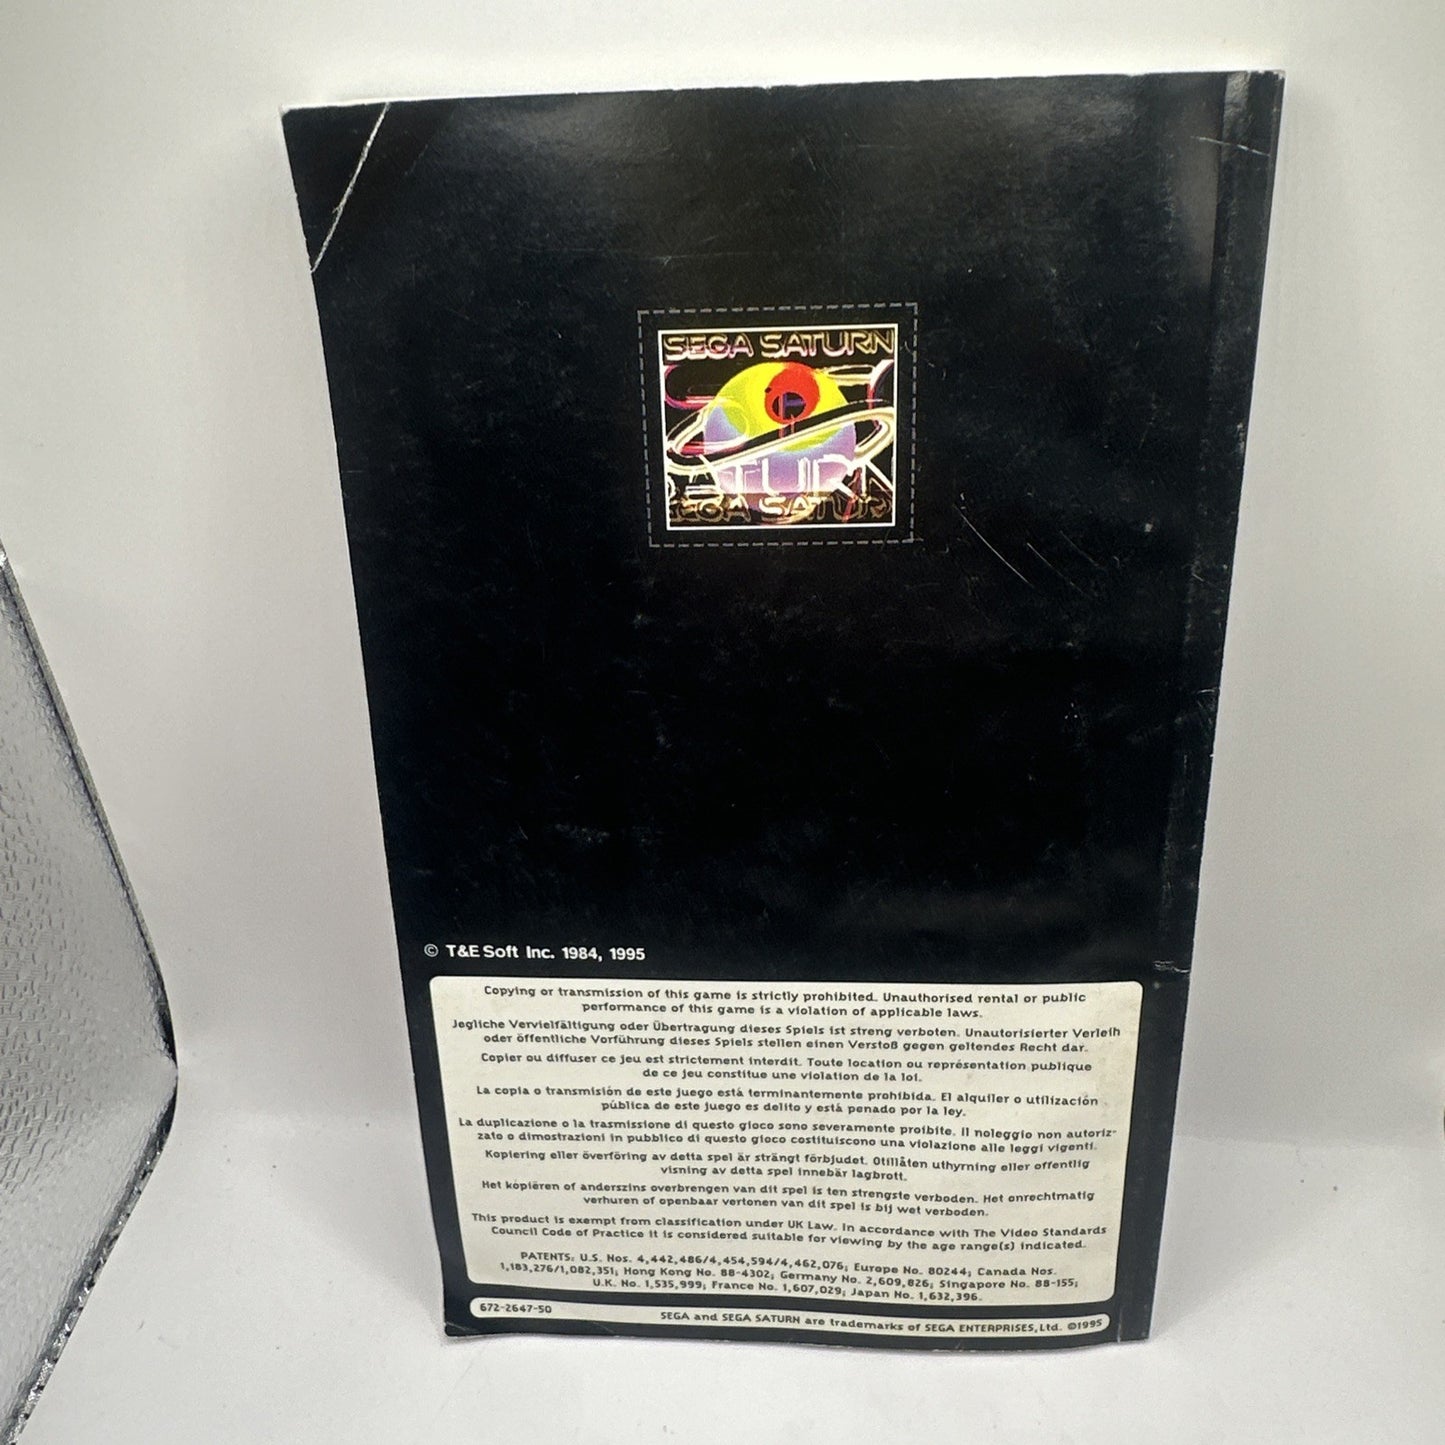 SEGA SATURN
SATURN
SEGA SATURN
© T&E Soft Inc. 1984, 1995
Copying or transmission of this game is strictly prohibited. Unauthorised rental or public
performance of this game is a violation of applicable laws.
Jegliche Vervielfältigung oder Übertragung dieses Spiels ist streng verboten. Unautorisierter Verleih
oder öffentliche Vorführung dieses Spiels stellen einen Verstoß gegen geltendes Recht dar.
Copier ou diffuser ce jeu est strictement interdit. Toute location ou représentation publique
de ce jeu constitue une violation de la loi.
La copia o transmisión de este juego está terminantemente prohibida. El alquiler o utilización
pública de este juego es delito y está penado por la ley.
La duplicazione o la trasmissione di questo gioco sono severamente proibite. Il noleggio non autoriz-
zato o dimostrazioni in pubblico di questo gioco costituiscono una violazione alle leggi vigenti.
Kopiering eller överföring av detta spel är strängt förbjudet. Otillåten uthyrning eller offentlig
visning av detta spel innebär lagbrott.
Het kopiëren of anderszins overbrengen van dit spel is ten strengste verboden. Het onrechtmatig
verhuren of openbaar vertonen van dit spel is bij wet verboden.
This product is exempt from classification under UK Law. In accordance with The Video Standards
Council Code of Practice it is considered suitable for viewing by the age range(s) indicated.
PATENTS: U.S. Nos. 4,442,486/4,454,594/4,462,076; Europe No. 80244; Canada Nos.
1,183,276/1,082,351; Hong Kong No. 88-4302; Germany No. 2,609,826; Singapore No. 88-155;
U.K. No. 1,535,999; France No. 1,607,029; Japan No. 1,632,396.
672-2647-50
SEGA and SEGA SATURN are trademarks of SEGA ENTERPRISES, Ltd. ©1995